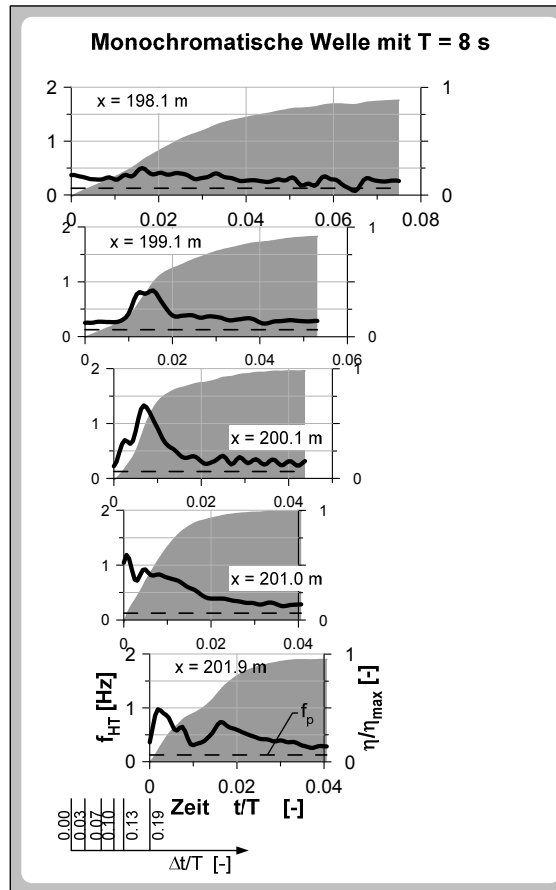 Monochromatische Welle mit T = 8 s
2 1
x = 198.1 m
1
0 0
0 0.02 0.04 0.06 0.08
2 1
x = 199.1 m
1
0 0
0 0.02 0.04 0.06
2 1
1
x = 200.1 m
0 0
0 0.02 0.04
2 1
1
x = 201.0 m
0 0
0 0.02 0.04
2 1
x = 201.9 m
f_HT [Hz]
1
f_p
η/η_max [-]
0 0
0 0.02 0.04
Zeit t/T [-]
0.00 0.03 0.07 0.10 0.13 0.19
Δt/T [-]